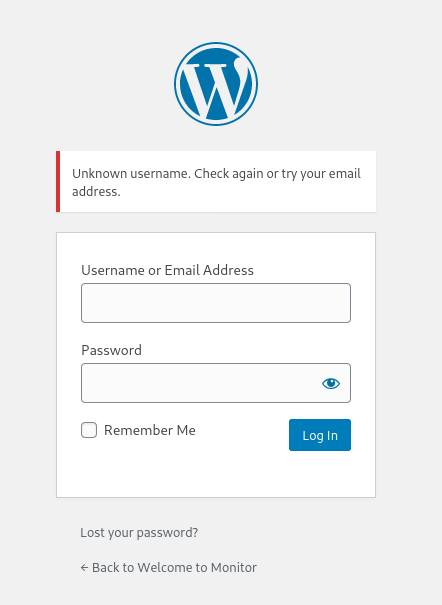 Unknown username. Check again or try your email
address.
Username or Email Address
Password
Remember Me
Log In
Lost your password?
← Back to Welcome to Monitor